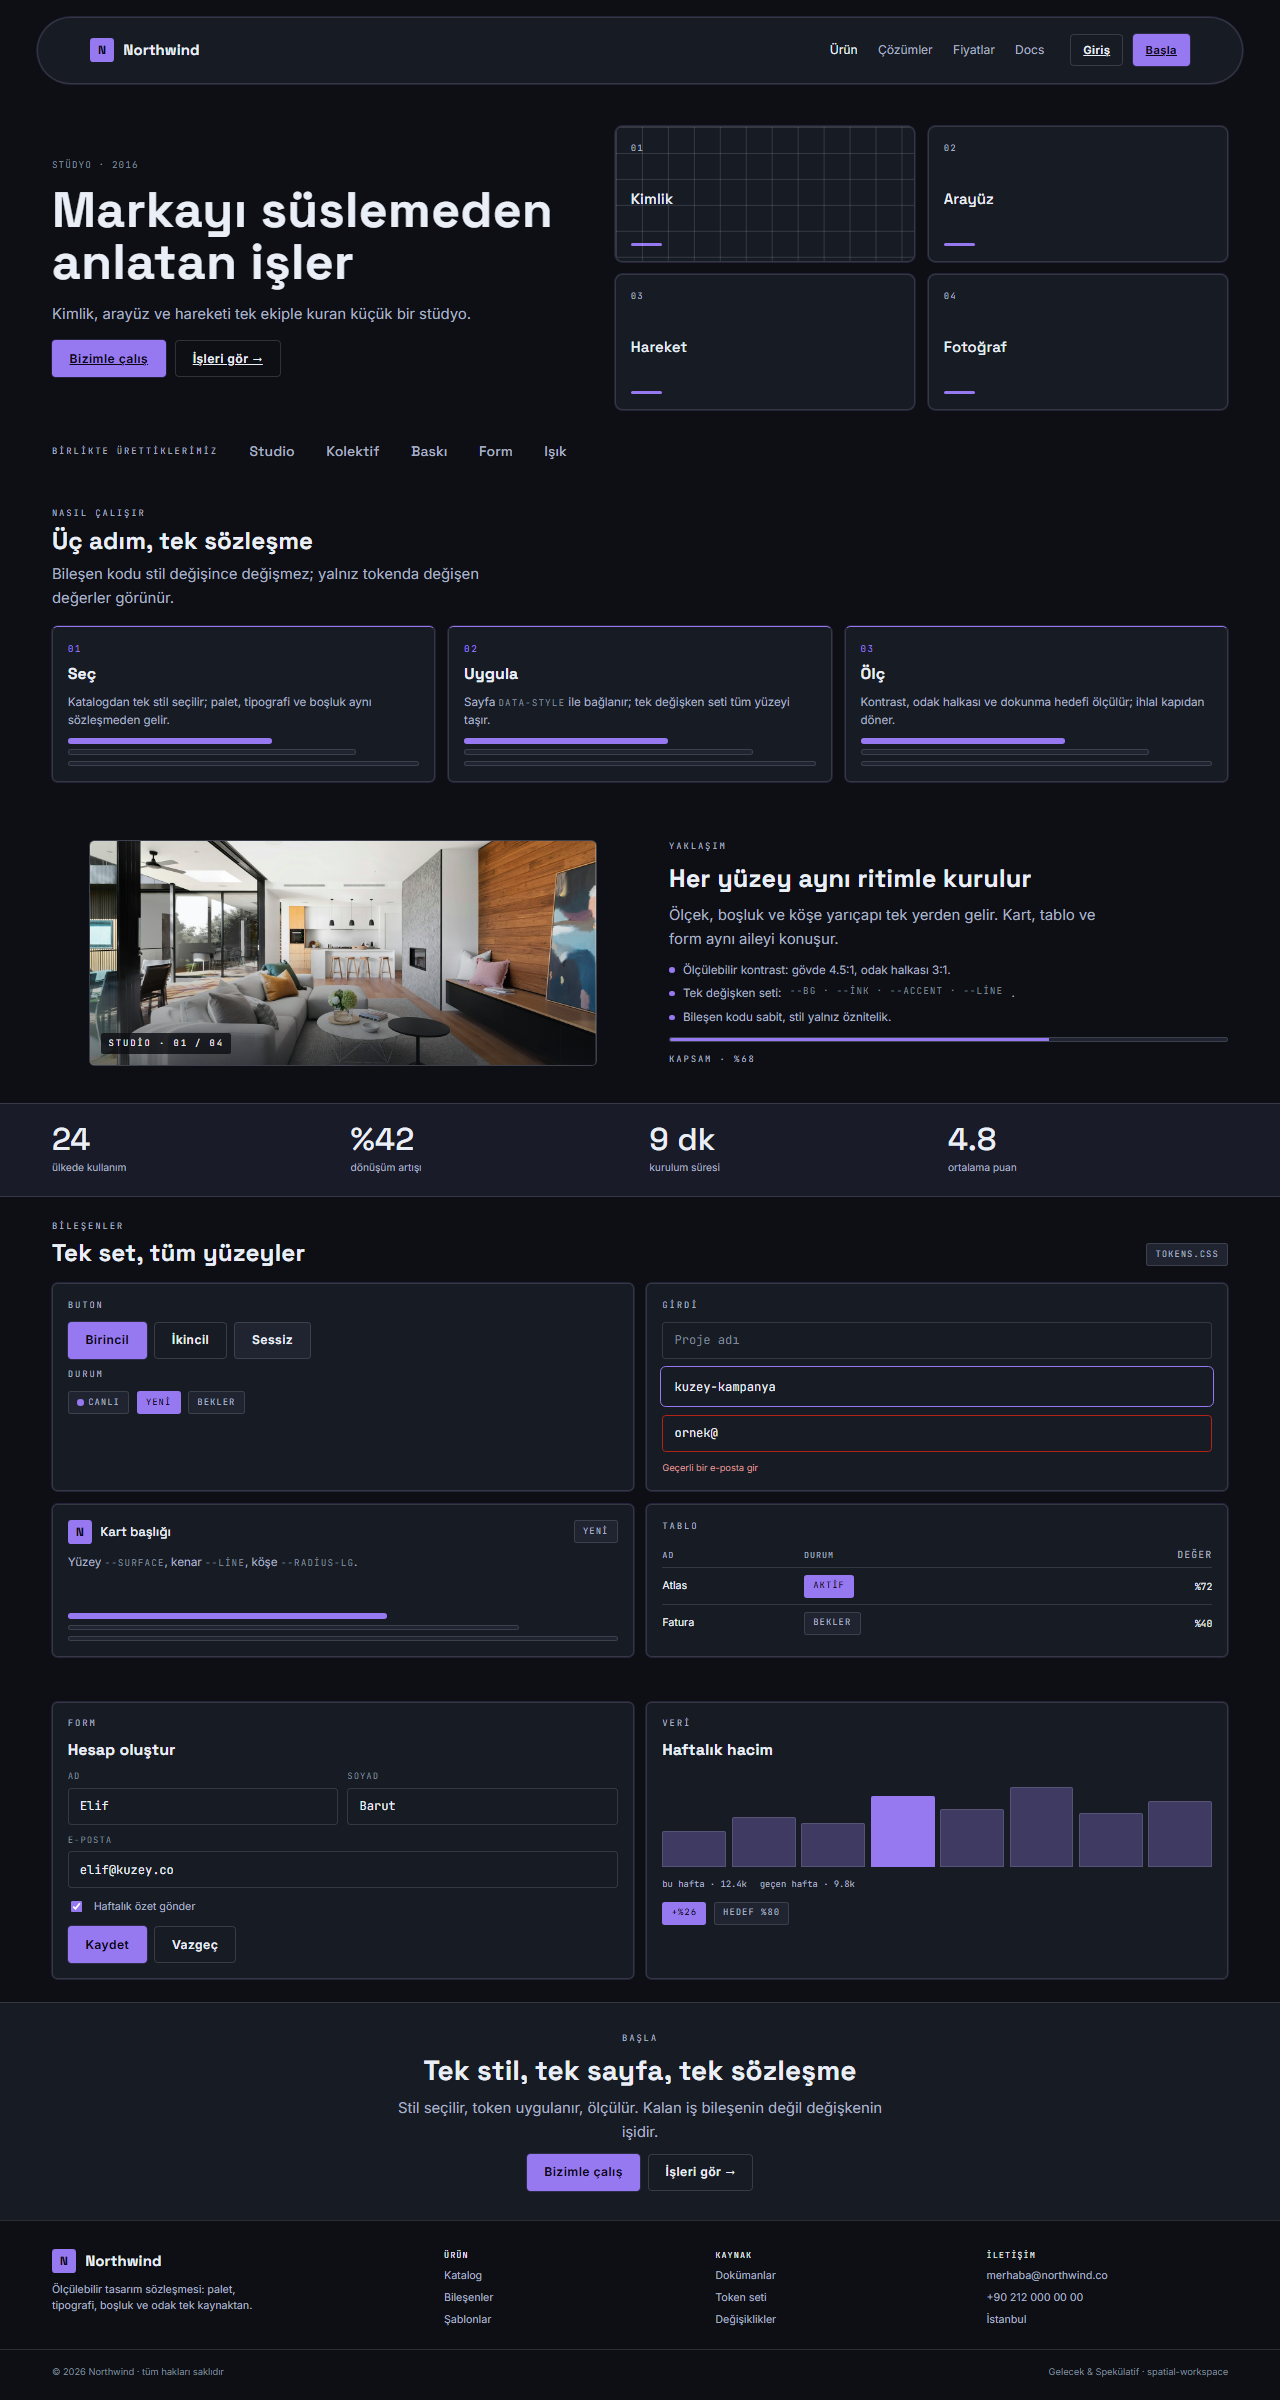 N Northwind
Ürün Çözümler Fiyatlar Docs Giriş Başla
STÜDYO · 2016
Markayı süslemeden
anlatan işler
Kimlik, arayüz ve hareketi tek ekiple kuran küçük bir stüdyo.
Bizimle çalış İşleri gör →
01
Kimlik
02
Arayüz
03
Hareket
04
Fotoğraf
BİRLİKTE ÜRETTİKLERİMİZ Studio Kolektif Baskı Form Işık
NASIL ÇALIŞIR
Üç adım, tek sözleşme
Bileşen kodu stil değişince değişmez; yalnız tokenda değişen
değerler görünür.
01
Seç
Katalogdan tek stil seçilir; palet, tipografi ve boşluk aynı
sözleşmeden gelir.
02
Uygula
Sayfa DATA-STYLE ile bağlanır; tek değişken seti tüm yüzeyi
taşır.
03
Ölç
Kontrast, odak halkası ve dokunma hedefi ölçülür; ihlal kapıdan
döner.
STUDİO · 01 / 04
YAKLAŞIM
Her yüzey aynı ritimle kurulur
Ölçek, boşluk ve köşe yarıçapı tek yerden gelir. Kart, tablo ve
form aynı aileyi konuşur.
Ölçülebilir kontrast: gövde 4.5:1, odak halkası 3:1.
Tek değişken seti: --BG · --İNK · --ACCENT · --LİNE .
Bileşen kodu sabit, stil yalnız öznitelik.
KAPSAM · %68
24
ülkede kullanım
%42
dönüşüm artışı
9 dk
kurulum süresi
4.8
ortalama puan
BİLEŞENLER
Tek set, tüm yüzeyler
TOKENS.CSS
BUTON
Birincil İkincil Sessiz
DURUM
CANLI YENİ BEKLER
GİRDİ
Proje adı
kuzey-kampanya
ornek@
Geçerli bir e-posta gir
N Kart başlığı YENİ
Yüzey --SURFACE, kenar --LİNE, köşe --RADİUS-LG.
TABLO
AD DURUM DEĞER
Atlas AKTİF %72
Fatura BEKLER %40
FORM
Hesap oluştur
AD SOYAD
Elif Barut
E-POSTA
elif@kuzey.co
Haftalık özet gönder
Kaydet Vazgeç
VERİ
Haftalık hacim
bu hafta · 12.4k geçen hafta · 9.8k
+%26 HEDEF %80
BAŞLA
Tek stil, tek sayfa, tek sözleşme
Stil seçilir, token uygulanır, ölçülür. Kalan iş bileşenin değil değişkenin
işidir.
Bizimle çalış İşleri gör →
N Northwind
Ölçülebilir tasarım sözleşmesi: palet,
tipografi, boşluk ve odak tek kaynaktan.
ÜRÜN
Katalog
Bileşenler
Şablonlar
KAYNAK
Dokümanlar
Token seti
Değişiklikler
İLETİŞİM
merhaba@northwind.co
+90 212 000 00 00
İstanbul
© 2026 Northwind · tüm hakları saklıdır
Gelecek & Spekülatif · spatial-workspace